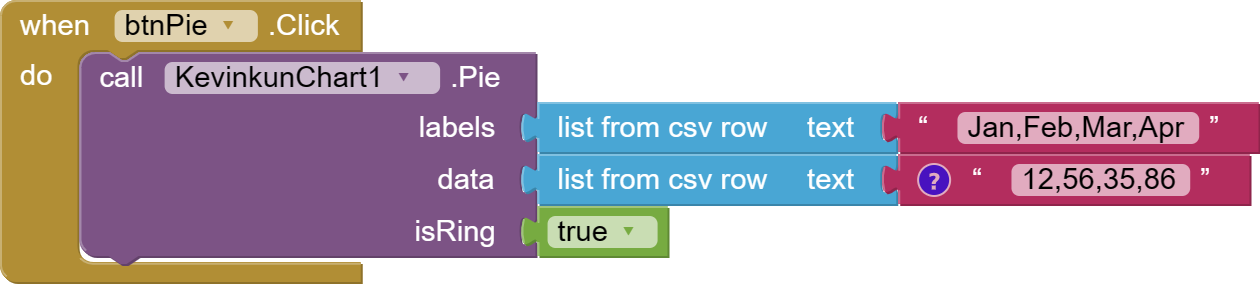 when btnPie .Click
do call KevinkunChart1 .Pie
labels list from csv row text “ Jan,Feb,Mar,Apr ”
data list from csv row text ? “ 12,56,35,86 ”
isRing true